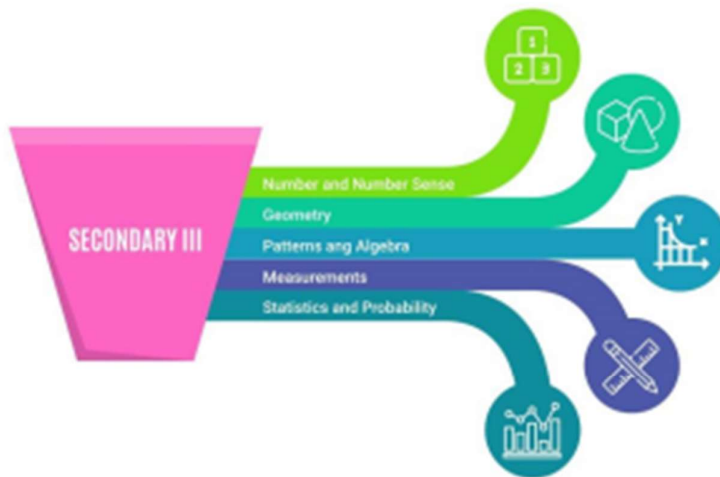 1
2 3
Number and Number Sense
Geometry
SECONDARY III
Patterns ang Algebra
Y
X
Measurements
Statistics and Probability